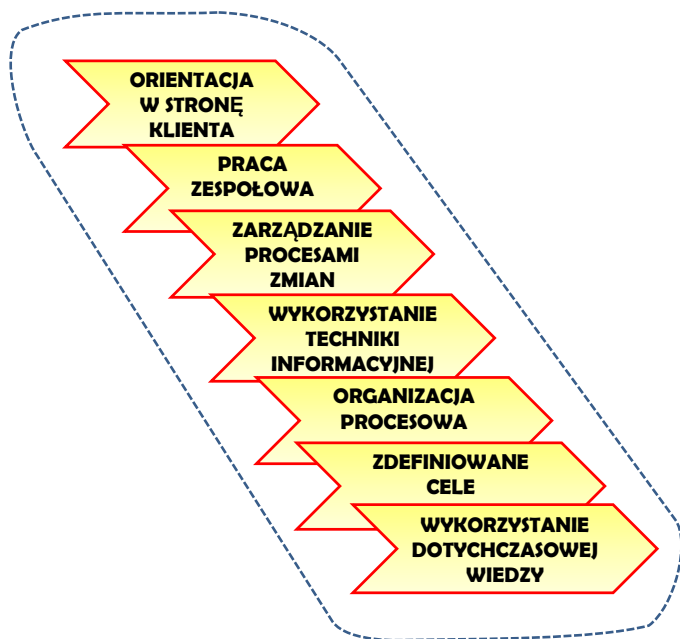 ORIENTACJA
W STRONĘ
KLIENTA
PRACA
ZESPOŁOWA
ZARZĄDZANIE
PROCESAMI
ZMIAN
WYKORZYSTANIE
TECHNIKI
INFORMACYJNEJ
ORGANIZACJA
PROCESOWA
ZDEFINIOWANE
CELE
WYKORZYSTANIE
DOTYCHCZASOWEJ
WIEDZY